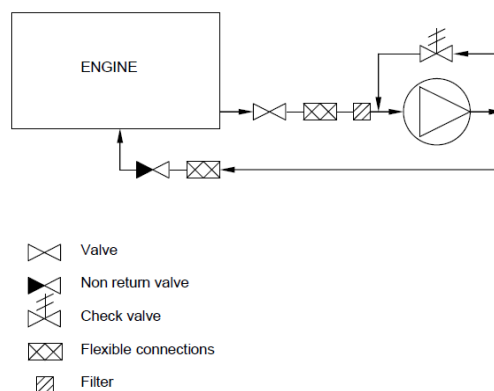 ENGINE
Valve
Non return valve
Check valve
Flexible connections
Filter